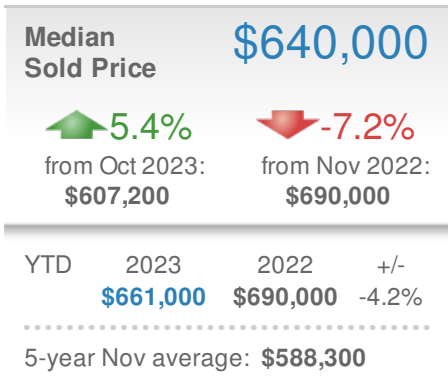 Median $640,000
Sold Price
5.4% -7.2%
from Oct 2023: from Nov 2022:
$607,200 $690,000
YTD 2023 2022 +/-
$661,000 $690,000 -4.2%
5-year Nov average: $588,300